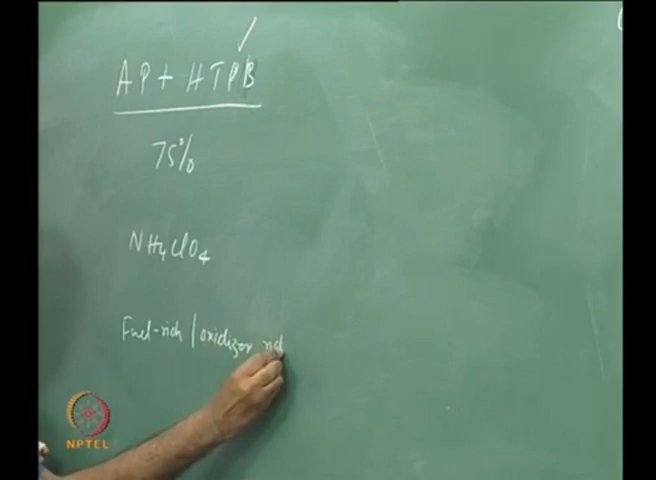 AP + HTPB
75%
NH4ClO4
Fuel-rich | oxidizer rich
NPTEL